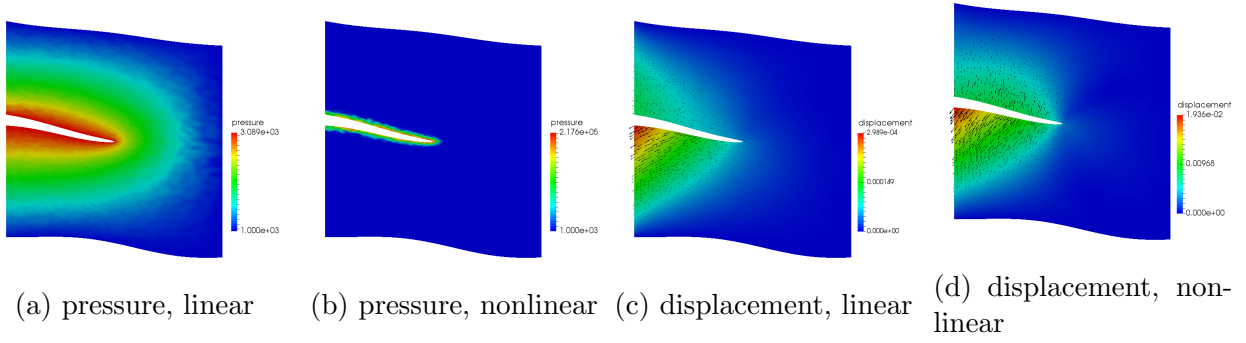 pressure
3.089e+03
1.000e+03
pressure
2.176e+05
1.000e+03
displacement
2.989e-04
0.000149
0.000e+00
displacement
1.936e-02
0.00968
0.000e+00
(a) pressure, linear
(b) pressure, nonlinear
(c) displacement, linear
(d) displacement, non-
linear